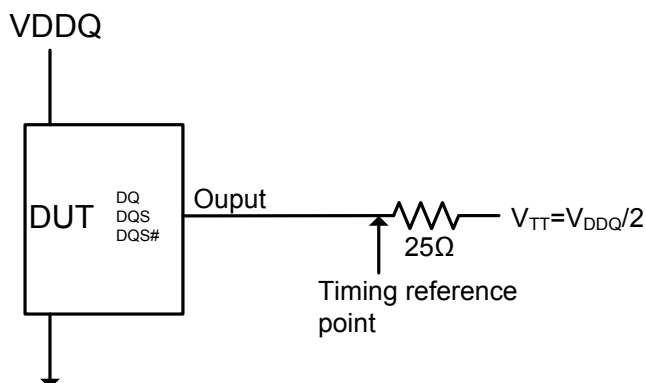 VDDQ
DUT
DQ
DQS
DQS#
Ouput
25Ω
V_TT=V_DDQ/2
Timing reference
point